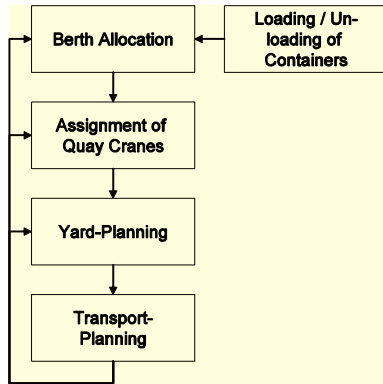 Berth Allocation
Loading / Un-
loading of
Containers
Assignment of
Quay Cranes
Yard-Planning
Transport-
Planning